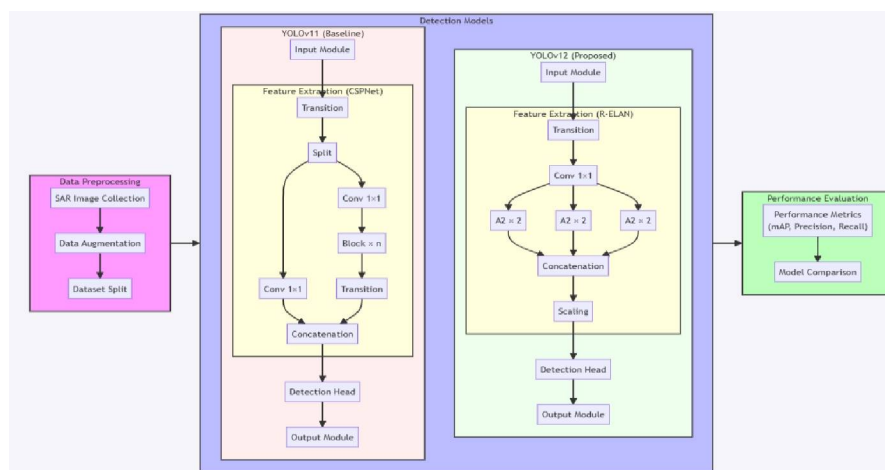 Data Preprocessing
SAR Image Collection
Data Augmentation
Dataset Split
Detection Models
YOLOv11 (Baseline)
Input Module
Feature Extraction (CSPNet)
Transition
Split
Conv 1×1
Block × n
Conv 1×1
Transition
Concatenation
Detection Head
Output Module
YOLOv12 (Proposed)
Input Module
Feature Extraction (R-ELAN)
Transition
Conv 1×1
A2 × 2
A2 × 2
A2 × 2
Concatenation
Scaling
Detection Head
Output Module
Performance Evaluation
Performance Metrics
(mAP, Precision, Recall)
Model Comparison